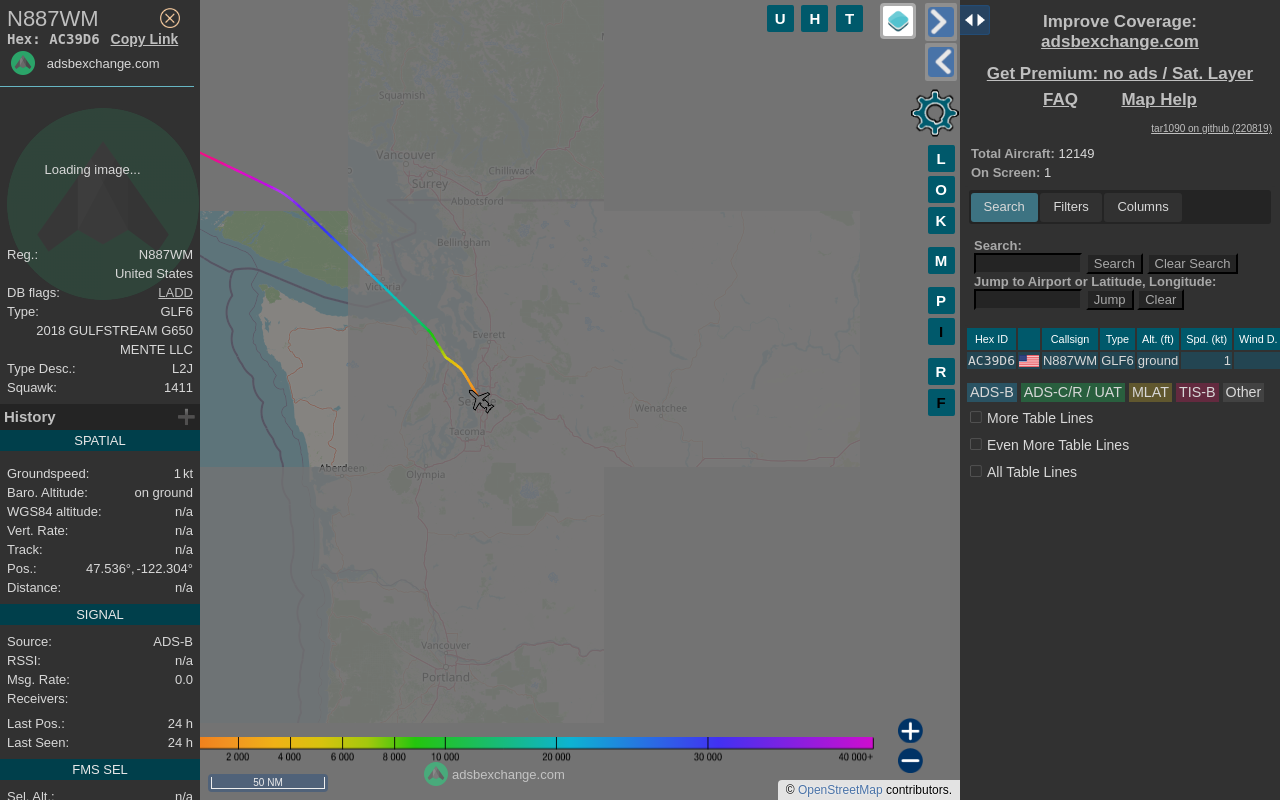 N887WM
Hex: AC39D6 Copy Link
adsbexchange.com
Loading image...
Reg.: N887WM
United States
DB flags: LADD
Type: GLF6
2018 GULFSTREAM G650
MENTE LLC
Type Desc.: L2J
Squawk: 1411
History
SPATIAL
Groundspeed: 1 kt
Baro. Altitude: on ground
WGS84 altitude: n/a
Vert. Rate: n/a
Track: n/a
Pos.: 47.536°, -122.304°
Distance: n/a
SIGNAL
Source: ADS-B
RSSI: n/a
Msg. Rate: 0.0
Receivers:
Last Pos.: 24 h
Last Seen: 24 h
FMS SEL
Sel. Alt.: n/a
U H T
Squamish
Vancouver
Chilliwack
Surrey
Abbotsford
Bellingham
Victoria
Everett
Wenatchee
Tacoma
Aberdeen
Olympia
Vancouver
Portland
L
O
K
M
P
I
R
F
2 000 4 000 6 000 8 000 10 000 20 000 30 000 40 000+
adsbexchange.com
50 NM
© OpenStreetMap contributors.
Improve Coverage:
adsbexchange.com
Get Premium: no ads / Sat. Layer
FAQ Map Help
tar1090 on github (220819)
Total Aircraft: 12149
On Screen: 1
Search Filters Columns
Search:
Search Clear Search
Jump to Airport or Latitude, Longitude:
Jump Clear
Hex ID Callsign Type Alt. (ft) Spd. (kt) Wind D.
AC39D6 N887WM GLF6 ground 1
ADS-B ADS-C/R / UAT MLAT TIS-B Other
More Table Lines
Even More Table Lines
All Table Lines